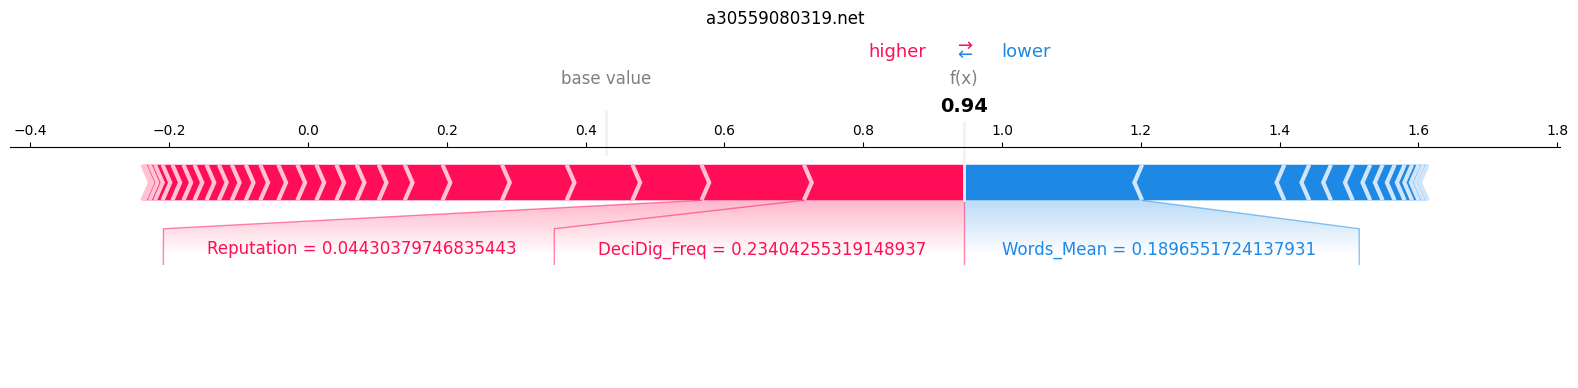 a30559080319.net
higher → ← lower
base value f(x)
0.94
−0.4 −0.2 0.0 0.2 0.4 0.6 0.8 1.0 1.2 1.4 1.6 1.8
Reputation = 0.04430379746835443 DeciDig_Freq = 0.23404255319148937 Words_Mean = 0.1896551724137931